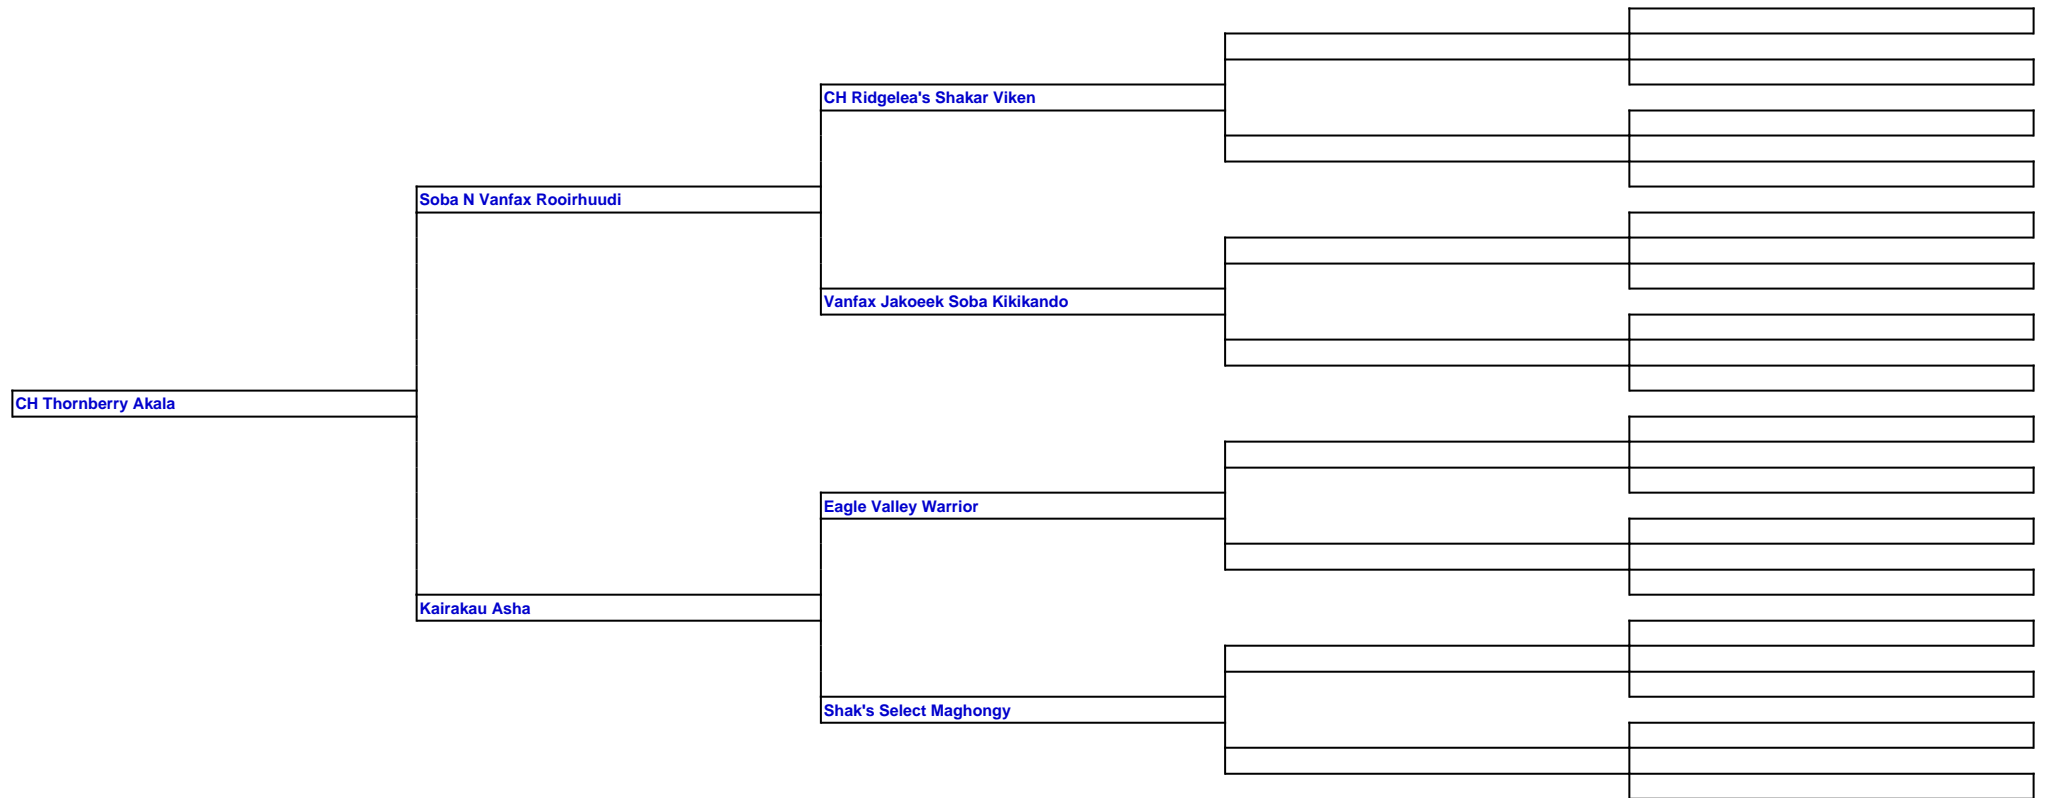 CH Ridgelea's Shakar Viken
Soba N Vanfax Rooirhuudi
Vanfax Jakoeek Soba Kikikando
CH Thornberry Akala
Eagle Valley Warrior
Kairakau Asha
Shak's Select Maghongy